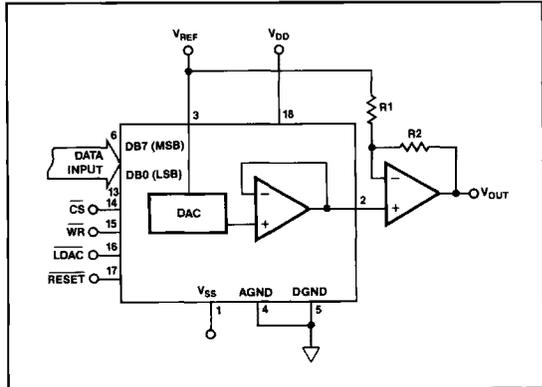 VREF
VDD
3
18
R1
R2
6
DB7 (MSB)
DATA
INPUT
DB0 (LSB)
13
CS
14
WR
15
LDAC
16
RESET
17
DAC
−
+
2
−
+
VOUT
VSS
AGND
DGND
1
4
5